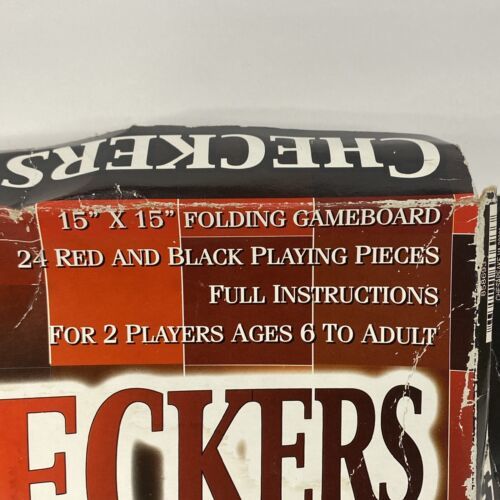 CHECKERS
15" X 15" FOLDING GAMEBOARD
24 RED AND BLACK PLAYING PIECES
FULL INSTRUCTIONS
FOR 2 PLAYERS AGES 6 TO ADULT
ECKERS